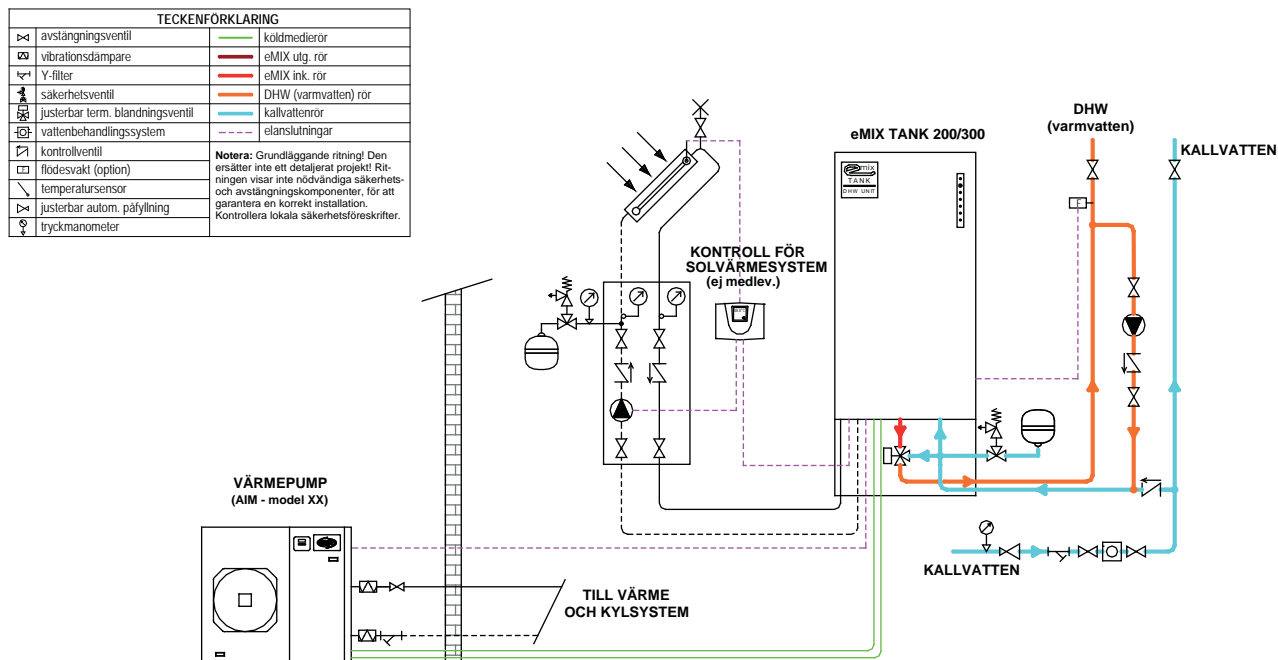 TECKENFÖRKLARING
avstängningsventil
köldmedierör
vibrationsdämpare
eMIX utg. rör
Y-filter
eMIX ink. rör
säkerhetsventil
DHW (varmvatten) rör
justerbar term. blandningsventil
kallvattenrör
vattenbehandlingssystem
elanslutningar
kontrollventil
F flödesvakt (option)
temperatursensor
justerbar autom. påfyllning
tryckmanometer
Notera: Grundläggande ritning! Den
ersätter inte ett detaljerat projekt! Rit-
ningen visar inte nödvändiga säkerhets-
och avstängningskomponenter, för att
garantera en korrekt installation.
Kontrollera lokala säkerhetsföreskrifter.
eMIX TANK 200/300
mix
TANK
DHW UNIT
DHW
(varmvatten)
KALLVATTEN
F
KONTROLL FÖR
SOLVÄRMESYSTEM
(ej medlev.)
VÄRMEPUMP
(AIM - model XX)
TILL VÄRME
OCH KYLSYSTEM
KALLVATTEN